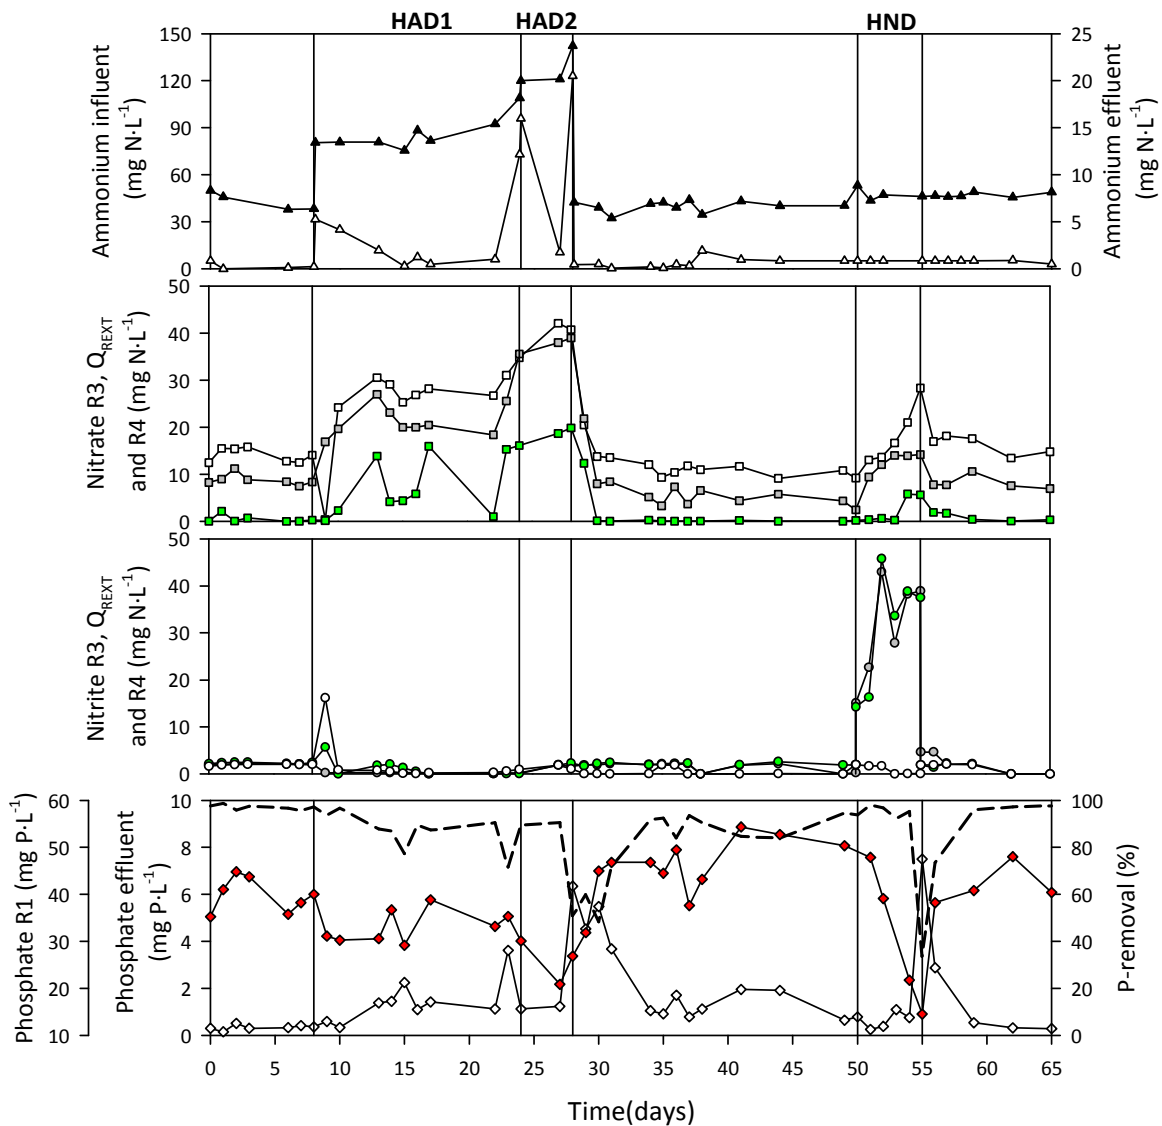 HAD1 HAD2 HND
150 25
120 20
90 15
60 10
30 5
0 0
Ammonium influent
(mg N·L-1)
Ammonium effluent
(mg N·L-1)
50
40
30
20
10
0
Nitrate R3, QREXT
and R4 (mg N·L-1)
50
40
30
20
10
0
Nitrite R3, QREXT
and R4 (mg N·L-1)
60 10 100
50 8 80
40 6 60
30 4 40
20 2 20
10 0 0
Phosphate R1 (mg P·L-1)
Phosphate effluent
(mg P·L-1)
P-removal (%)
0 5 10 15 20 25 30 35 40 45 50 55 60 65
Time(days)